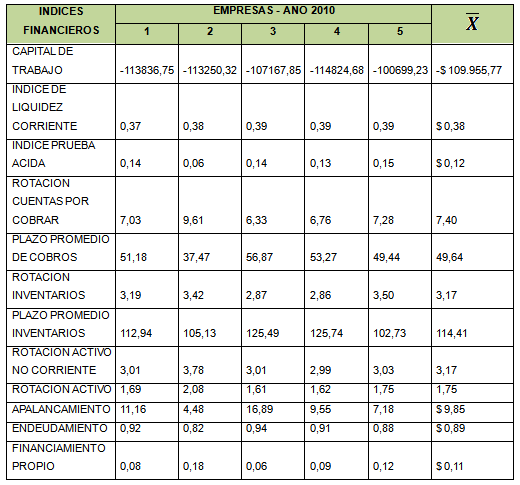 INDICES FINANCIEROS EMPRESAS - AÑO 2010 X
1 2 3 4 5
CAPITAL DE
TRABAJO -113836,75 -113250,32 -107167,85 -114824,68 -100699,23 -$ 109.955,77
INDICE DE
LIQUIDEZ
CORRIENTE 0,37 0,38 0,39 0,39 0,39 $ 0,38
INDICE PRUEBA
ACIDA 0,14 0,06 0,14 0,13 0,15 $ 0,12
ROTACION
CUENTAS POR
COBRAR 7,03 9,61 6,33 6,76 7,28 7,40
PLAZO PROMEDIO
DE COBROS 51,18 37,47 56,87 53,27 49,44 49,64
ROTACION
INVENTARIOS 3,19 3,42 2,87 2,86 3,50 3,17
PLAZO PROMEDIO
INVENTARIOS 112,94 105,13 125,49 125,74 102,73 114,41
ROTACION ACTIVO
NO CORRIENTE 3,01 3,78 3,01 2,99 3,03 3,17
ROTACION ACTIVO 1,69 2,08 1,61 1,62 1,75 1,75
APALANCAMIENTO 11,16 4,48 16,89 9,55 7,18 $ 9,85
ENDEUDAMIENTO 0,92 0,82 0,94 0,91 0,88 $ 0,89
FINANCIAMIENTO
PROPIO 0,08 0,18 0,06 0,09 0,12 $ 0,11